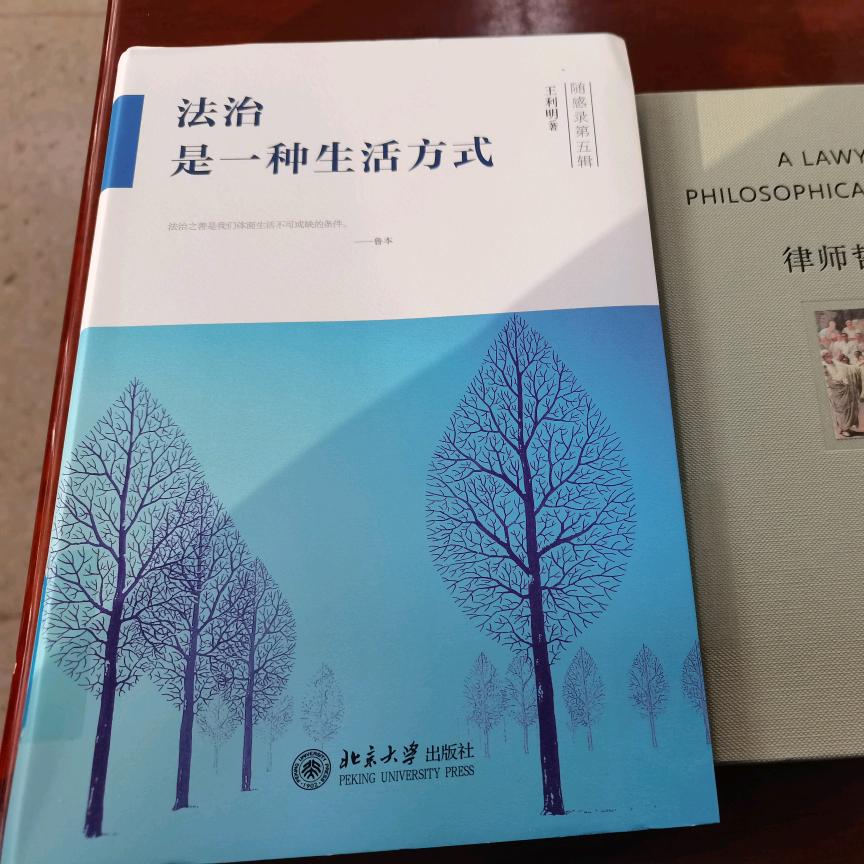 法治
是一种生活方式
王利明 著
随感录第五辑
法治之善是我们体面生活不可或缺的条件。
——鲁本
北京大学出版社
PEKING UNIVERSITY PRESS
A LAWY
PHILOSOPHICA
律师哲